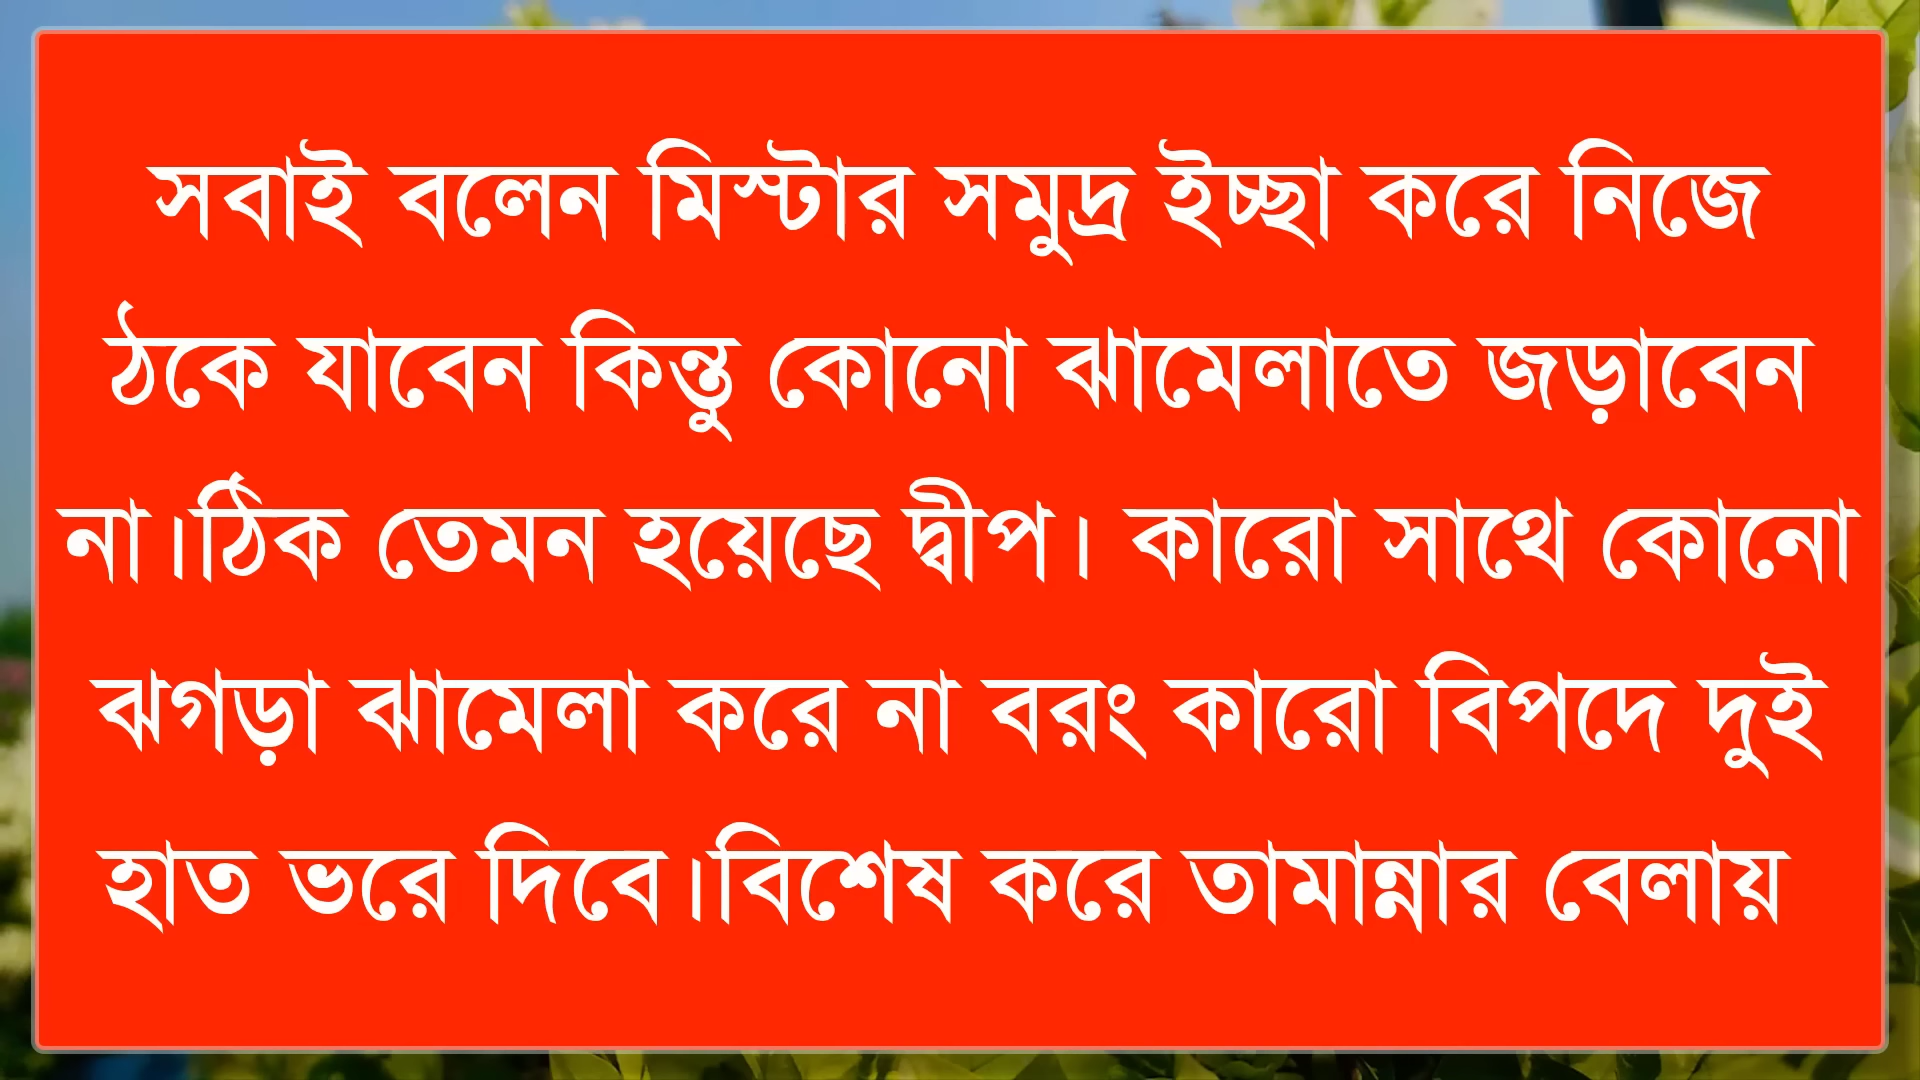 সবাই বলেন মিস্টার সমুদ্র ইচ্ছা করে নিজে
ঠকে যাবেন কিন্তু কোনো ঝামেলাতে জড়াবেন
না।ঠিক তেমন হয়েছে দ্বীপ। কারো সাথে কোনো
ঝগড়া ঝামেলা করে না বরং কারো বিপদে দুই
হাত ভরে দিবে।বিশেষ করে তামান্নার বেলায়